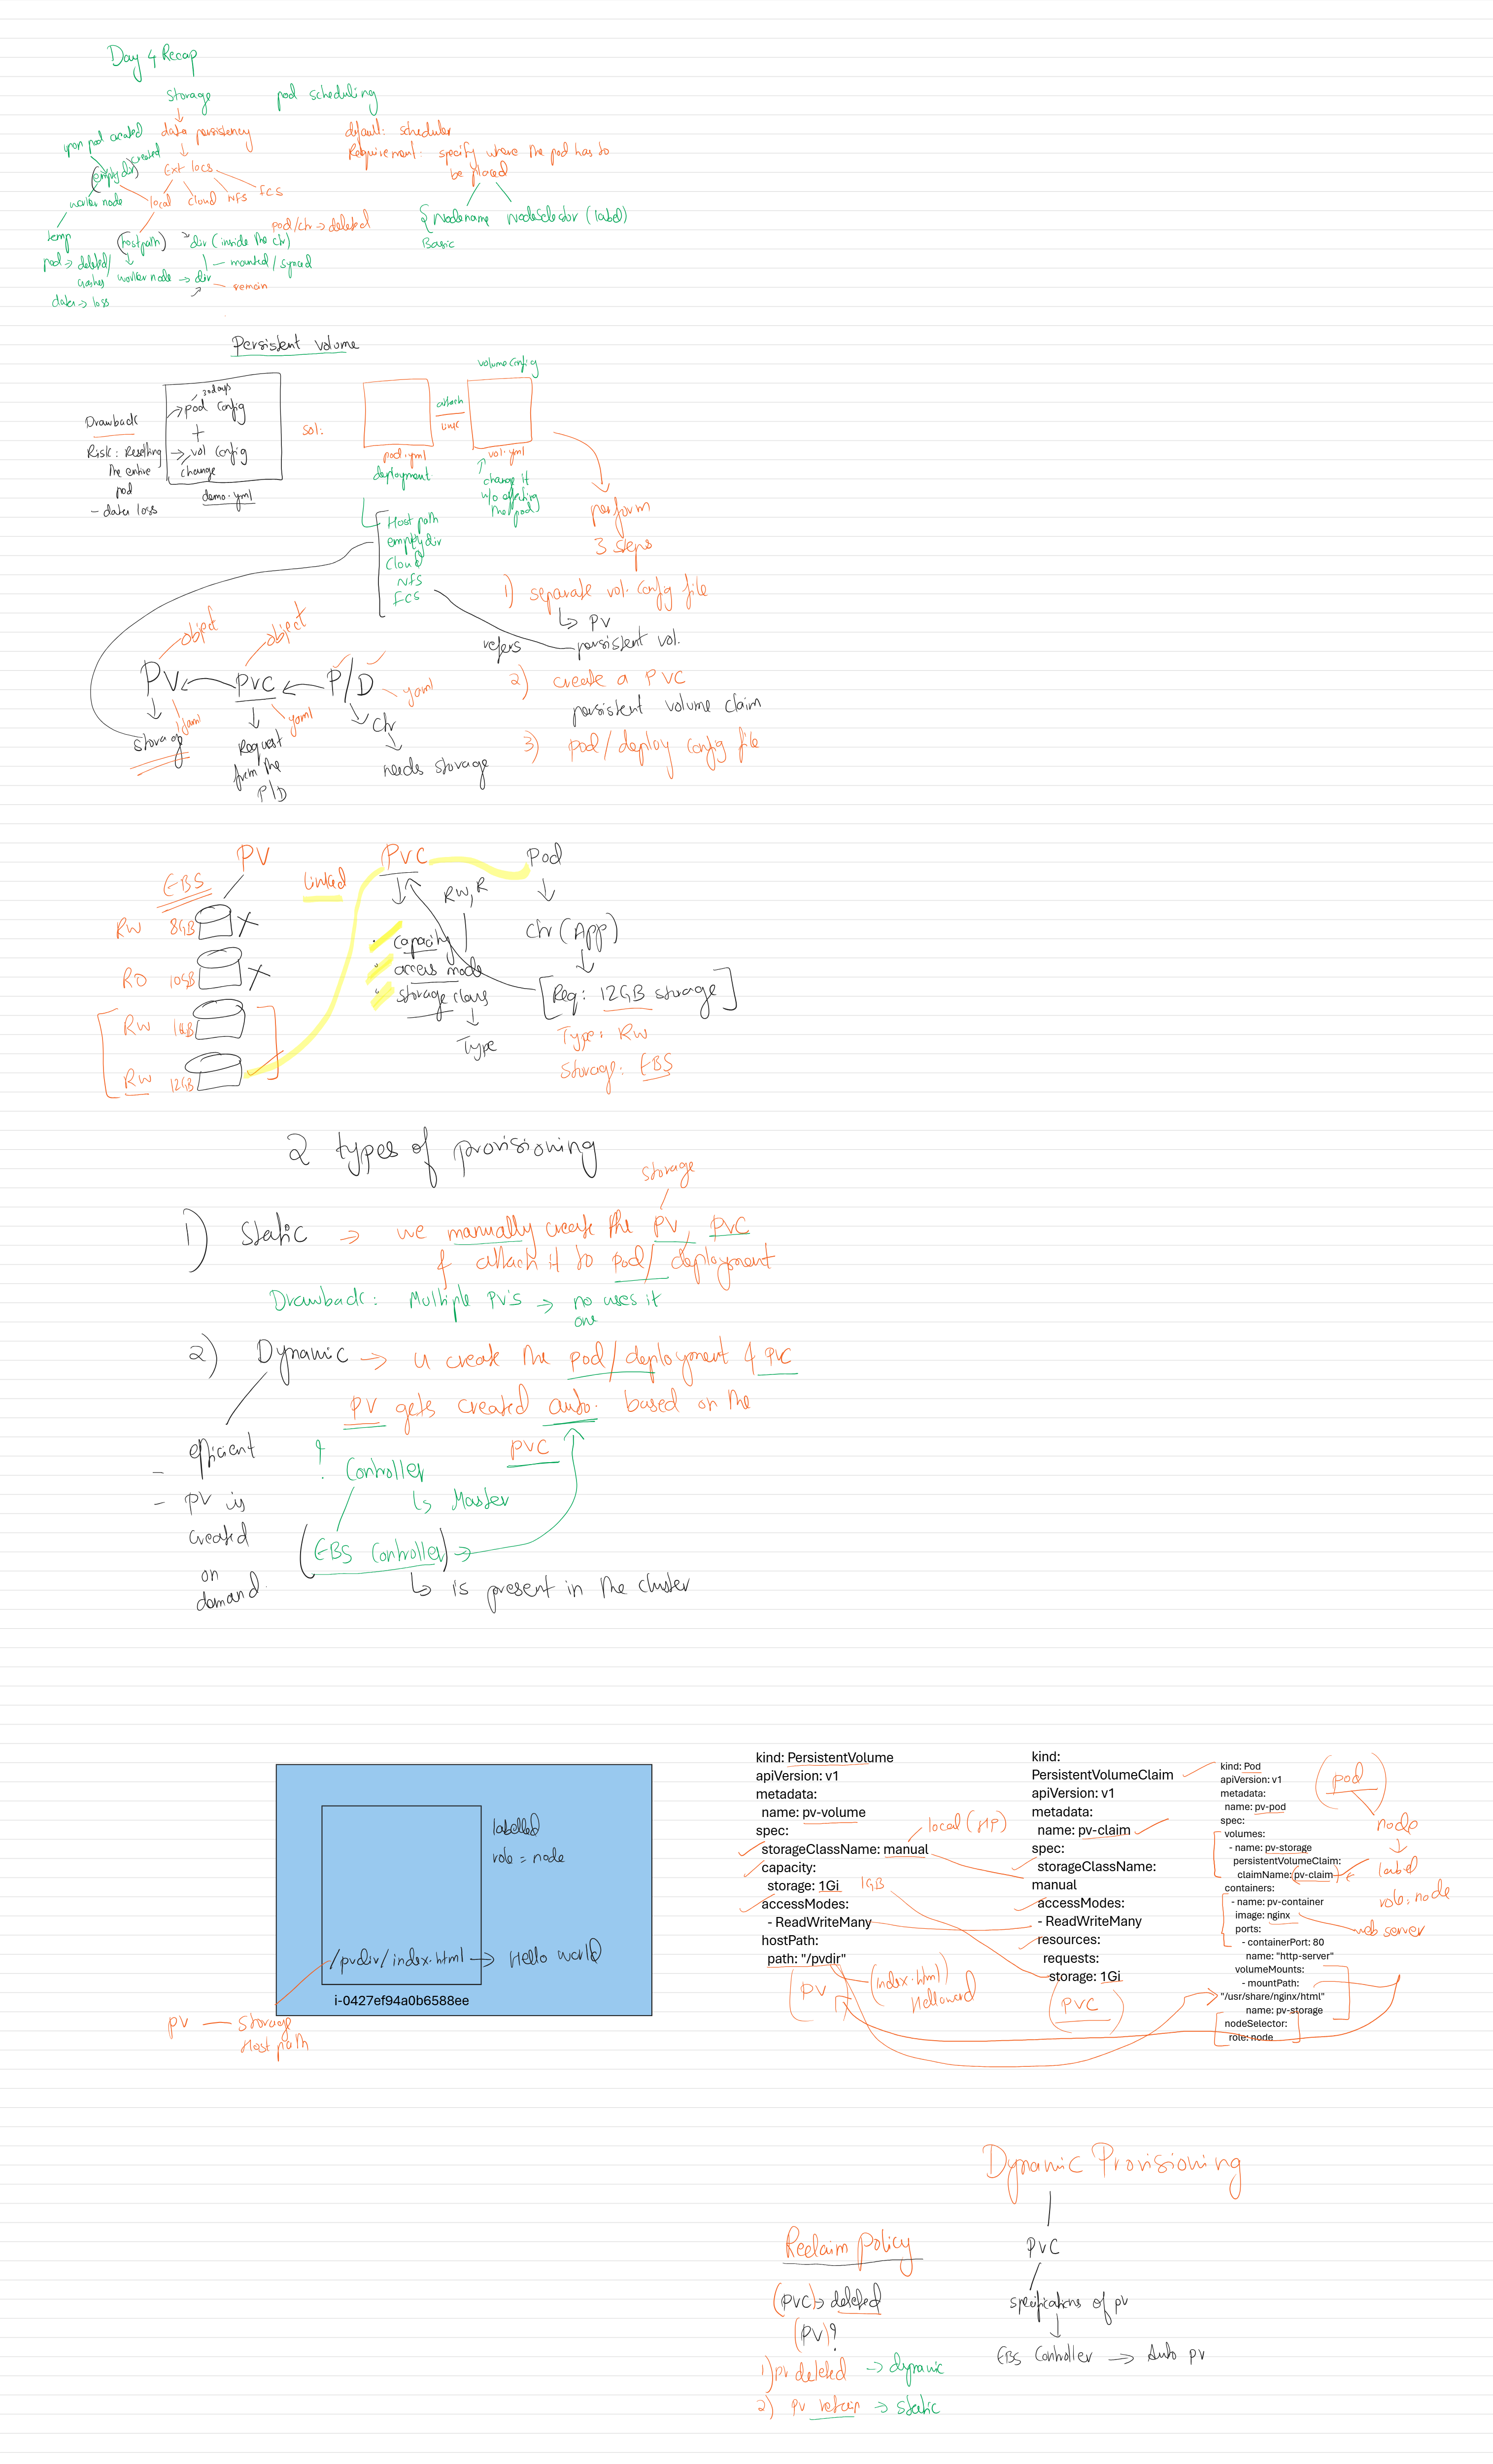 Day 4 Recap
storage
data persistency
Ext locs
local cloud NFS FCS
upon pod created
created
(emptydir)
worker node
temp
pod → deleted/
crashes
data → loss
(hostpath)
worker node → dir
remain
dir (inside the ctr)
mounted/synced
pod/ctr → deleted
pod scheduling
default: scheduler
Requirement: specify where the pod has to
be placed
{ Nodename NodeSelector (label)
Basic
Persistent volume
Drawback
Risk: Resetting
the entire
pod
- data loss
pod config
+
vol config
change
demo.yml
sol:
pod.yml
deployment
attach
link
volume config
vol.yml
change it
w/o affecting
the pod
Host path
emptydir
Cloud
NFS
FCS
perform
3 steps
1) separate vol. config file
↳ PV
refers
persistent vol.
2) create a PVC
persistent volume claim
3) pod/deploy config file
object
object
PV ← PVC ← P/D
yaml
yaml
yaml
storage
Request
from the
P/D
Ctr
needs storage
PV
EBS
RW 8GB X
RO 10GB X
RW
RW 12GB
linked
PVC
RW, R
. capacity
. access mode
. storage class
Type
Pod
Ctr (App)
[Req: 12GB storage]
Type: RW
Storage: EBS
2 types of provisioning
storage
1) Static → we manually create the PV, PVC
& attach it to pod/deployment
Drawback: Multiple PV's → no uses it
one
2) Dynamic → u create the pod/deployment & PVC
PV gets created auto. based on the
PVC
- efficient
- PV is
created
on
demand.
? Controller
↳ Master
(EBS Controller) →
↳ is present in the cluster
labelled
role = node
/pvdir/index.html → Hello World
i-0427ef94a0b6588ee
PV — Storage
Host path
kind: PersistentVolume
apiVersion: v1
metadata:
name: pv-volume
spec:
storageClassName: manual
capacity:
storage: 1Gi
accessModes:
- ReadWriteMany
hostPath:
path: "/pvdir"
local (HP)
1GB
PV
(index.html)
kind:
PersistentVolumeClaim
apiVersion: v1
metadata:
name: pv-claim
spec:
storageClassName:
manual
accessModes:
- ReadWriteMany
resources:
requests:
storage: 1Gi
PVC
kind: Pod
apiVersion: v1
metadata:
name: pv-pod
spec:
volumes:
- name: pv-storage
persistentVolumeClaim:
claimName: pv-claim
containers:
- name: pv-container
image: nginx
ports:
- containerPort: 80
name: "http-server"
volumeMounts:
- mountPath:
"/usr/share/nginx/html"
name: pv-storage
nodeSelector:
role: node
(pod)
node
label
role: node
web server
Dynamic Provisioning
PVC
specifications of pv
EBS Controller → Auto pv
Reclaim policy
(PVC) → deleted
(PV)?
1) pv deleted → dynamic
2) pv retain → static